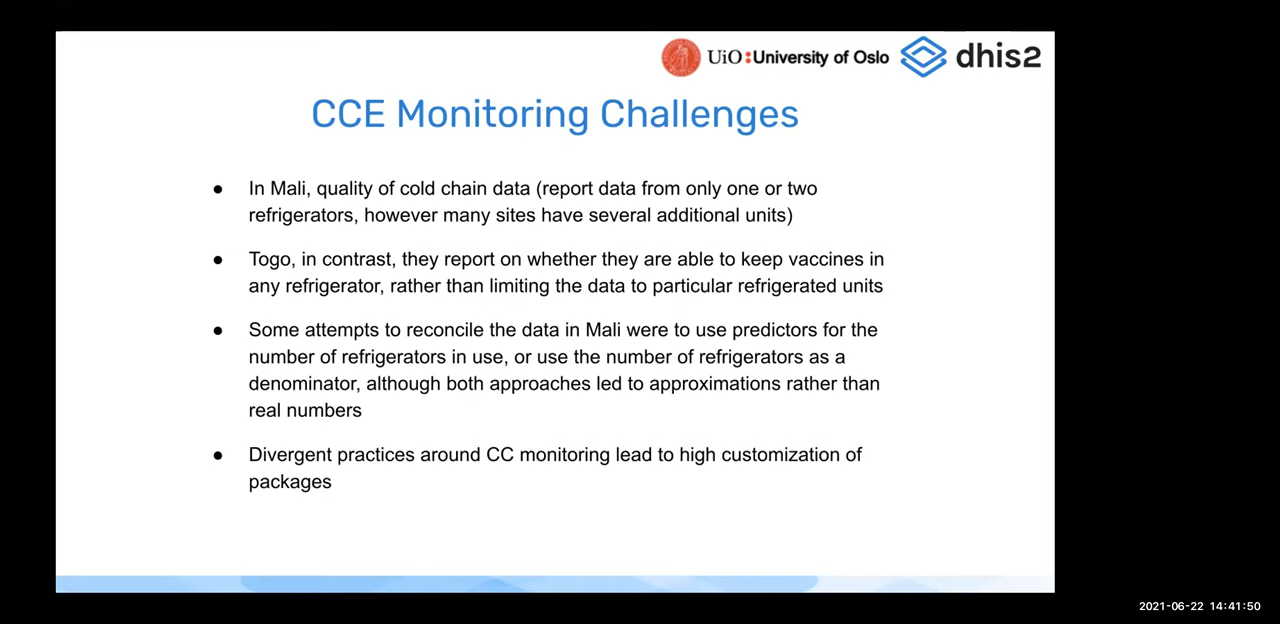 UiO:University of Oslo dhis2
CCE Monitoring Challenges
● In Mali, quality of cold chain data (report data from only one or two
refrigerators, however many sites have several additional units)
● Togo, in contrast, they report on whether they are able to keep vaccines in
any refrigerator, rather than limiting the data to particular refrigerated units
● Some attempts to reconcile the data in Mali were to use predictors for the
number of refrigerators in use, or use the number of refrigerators as a
denominator, although both approaches led to approximations rather than
real numbers
● Divergent practices around CC monitoring lead to high customization of
packages
2021-06-22 14:41:50